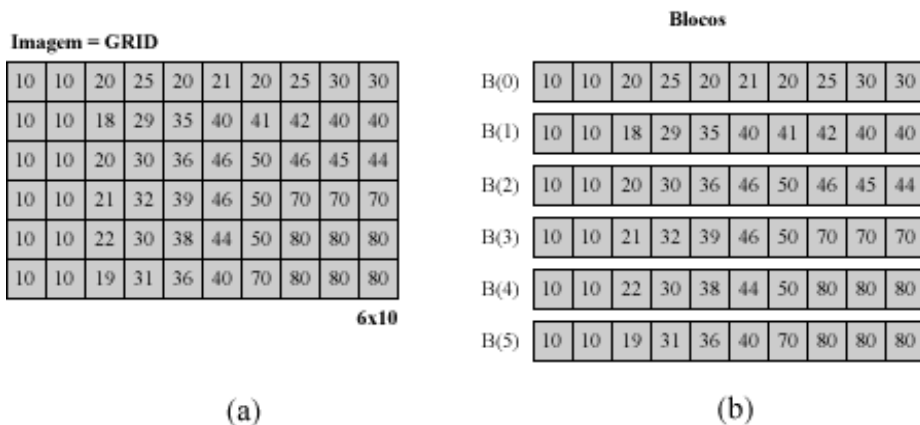 Imagem = GRID
10 10 20 25 20 21 20 25 30 30
10 10 18 29 35 40 41 42 40 40
10 10 20 30 36 46 50 46 45 44
10 10 21 32 39 46 50 70 70 70
10 10 22 30 38 44 50 80 80 80
10 10 19 31 36 40 70 80 80 80
6x10
(a)
Blocos
B(0) 10 10 20 25 20 21 20 25 30 30
B(1) 10 10 18 29 35 40 41 42 40 40
B(2) 10 10 20 30 36 46 50 46 45 44
B(3) 10 10 21 32 39 46 50 70 70 70
B(4) 10 10 22 30 38 44 50 80 80 80
B(5) 10 10 19 31 36 40 70 80 80 80
(b)